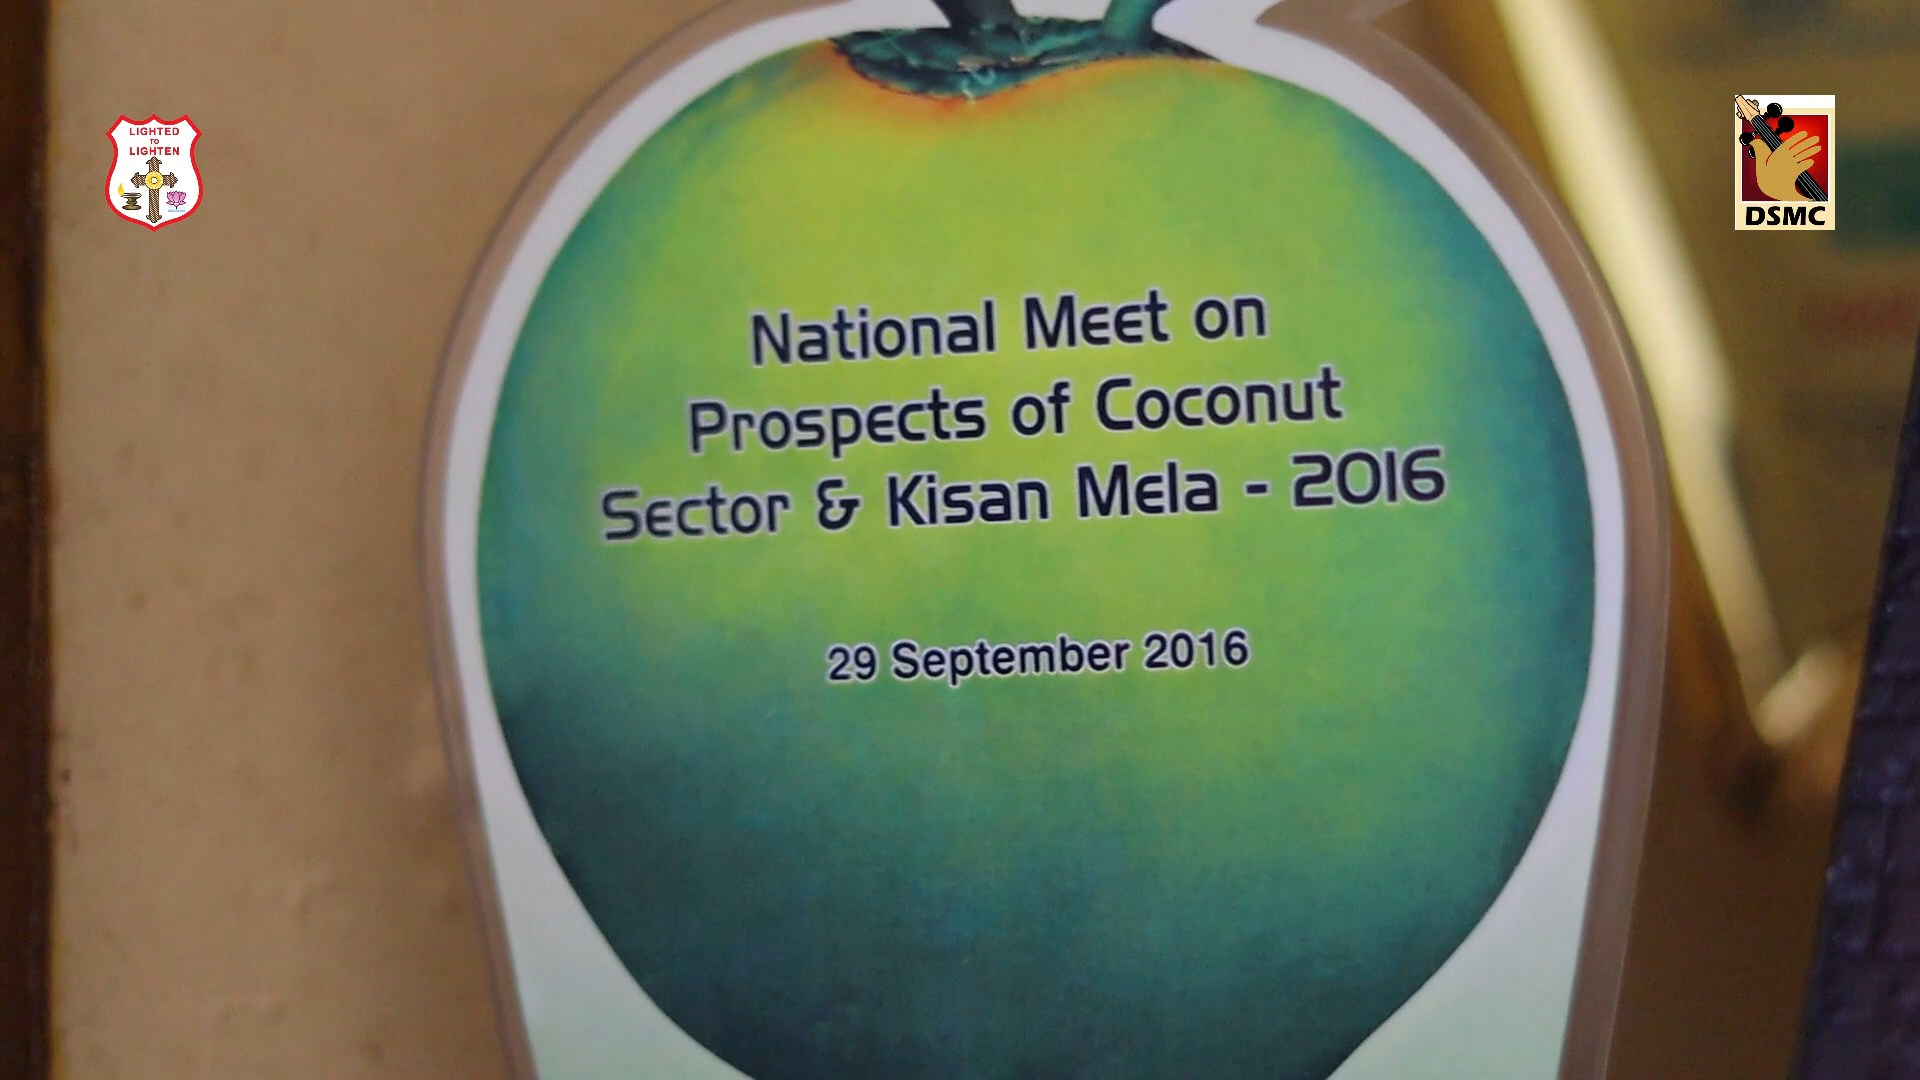 LIGHTED
TO
LIGHTEN
DSMC
National Meet on
Prospects of Coconut
Sector & Kisan Mela - 2016
29 September 2016